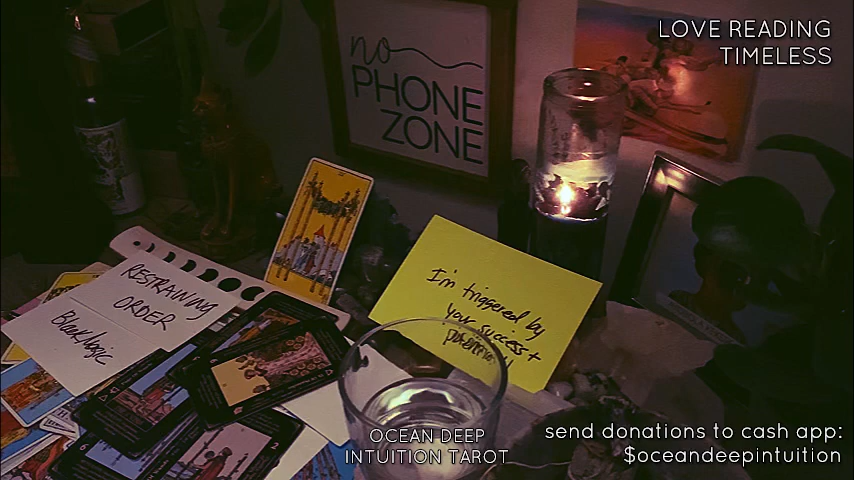 LOVE READING
TIMELESS
no
PHONE
ZONE
RESTRAINING
ORDER
Black Magic
I'm triggered by
your success +
OCEAN DEEP
INTUITION TAROT
send donations to cash app:
$oceandeepintuition